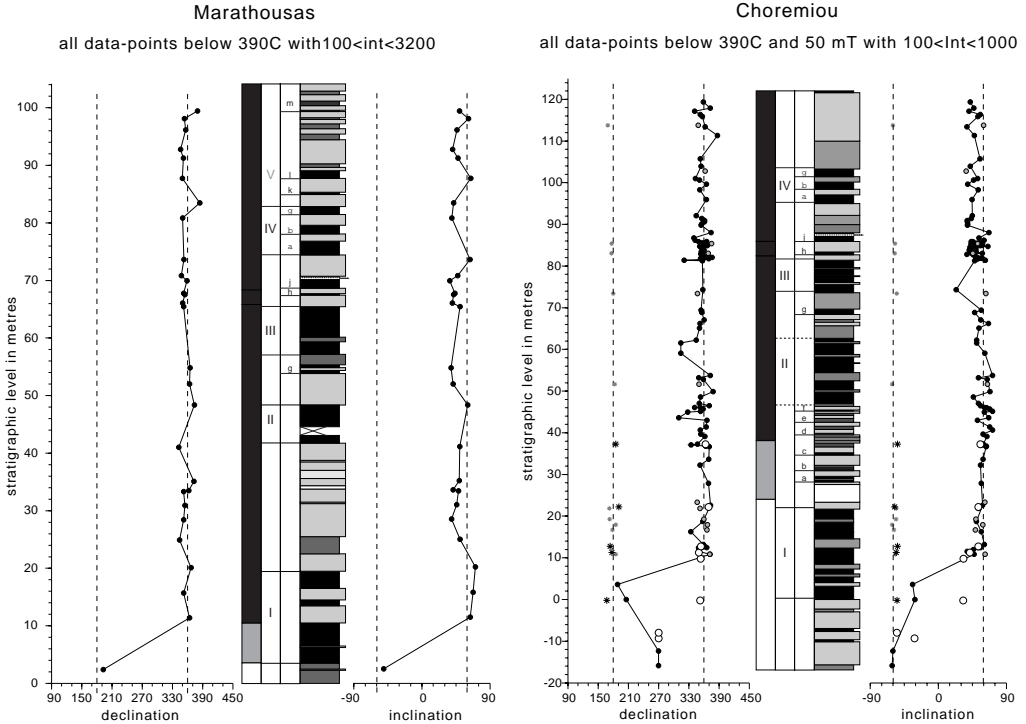 Marathousas
all data-points below 390C with100<int<3200
stratigraphic level in metres
100
90
80
70
60
50
40
30
20
10
0
m
V
l
k
IV
g
b
a
j
h
III
g
II
I
90 150 210 270 330 390 450
declination
-90 0 90
inclination
Choremiou
all data-points below 390C and 50 mT with 100<Int<1000
stratigraphic level in metres
120
110
100
90
80
70
60
50
40
30
20
10
0
-10
-20
IV
g
b
a
i
h
III
g
II
f
e
d
c
b
a
I
90 150 210 270 330 390 450
declination
-90 0 90
inclination